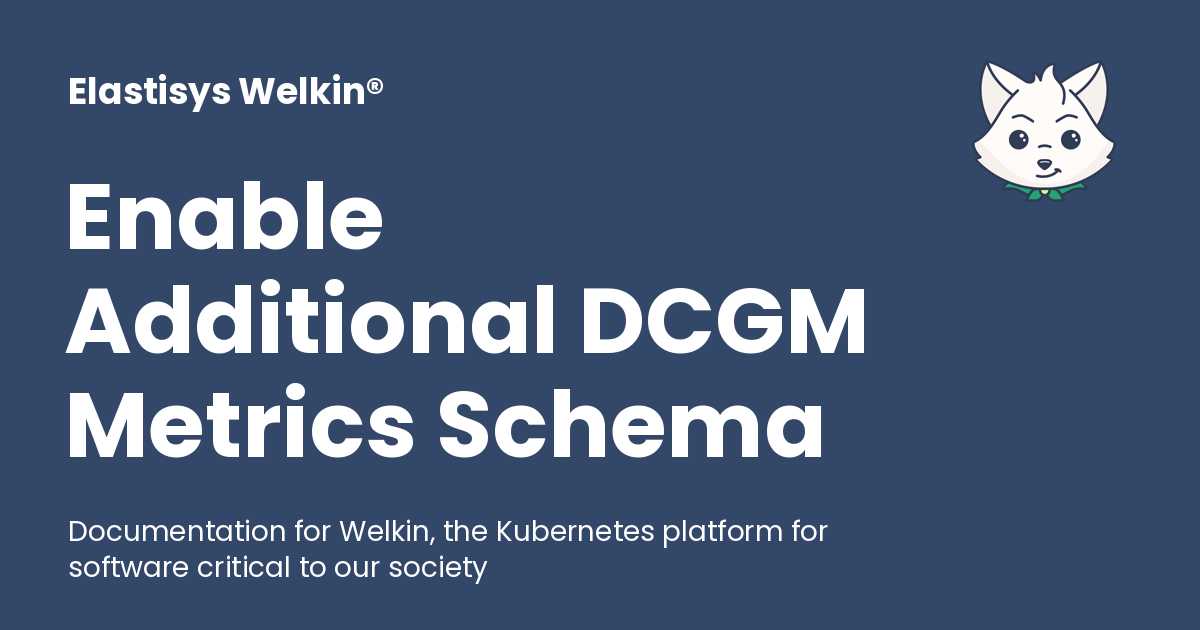 Elastisys Welkin®
Enable
Additional DCGM
Metrics Schema
Documentation for Welkin, the Kubernetes platform for
software critical to our society